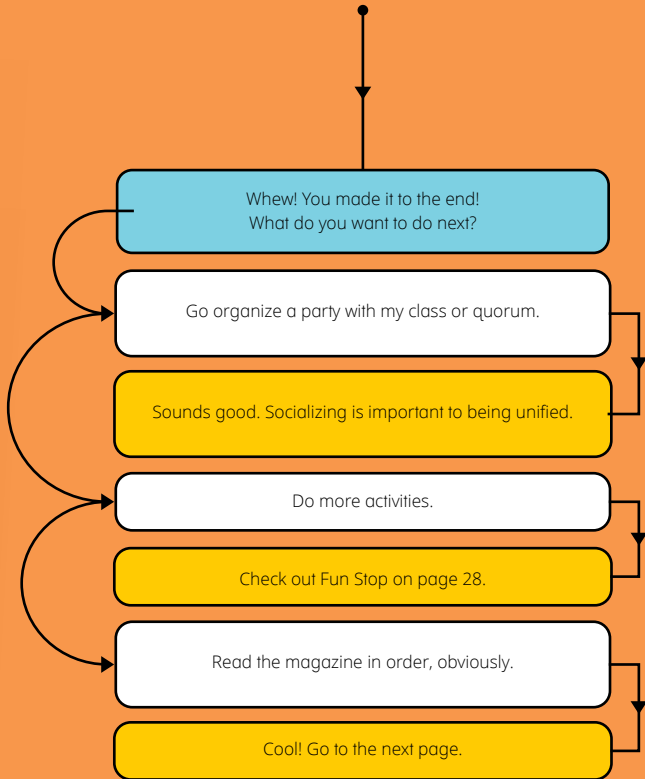 Whew! You made it to the end!
What do you want to do next?
Go organize a party with my class or quorum.
Sounds good. Socializing is important to being unified.
Do more activities.
Check out Fun Stop on page 28.
Read the magazine in order, obviously.
Cool! Go to the next page.